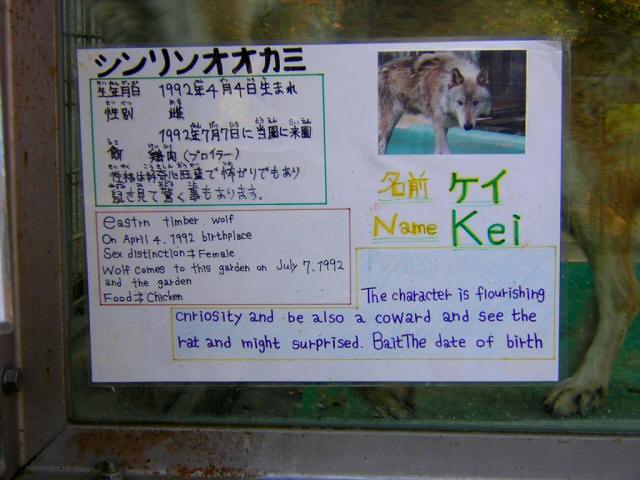 シンリンオオカミ
生年月日 1992年4月4日生まれ
性別 雌
1992年7月7日に当園に来園
鶏肉(ブロイラー)
性格は好奇心旺盛で怖がりでもあり
見て驚く事もあります。
名前 ケイ
Name Kei
eastrn timber wolf
On April 4. 1992 birthplace
Sex distinction⇉Female
Wolf comes to this garden on July 7.1992
and the garden
Food⇉Chicken
The character is flourishing
cnriosity and be also a coward and see the
rat and might surprised. BaitThe date of birth